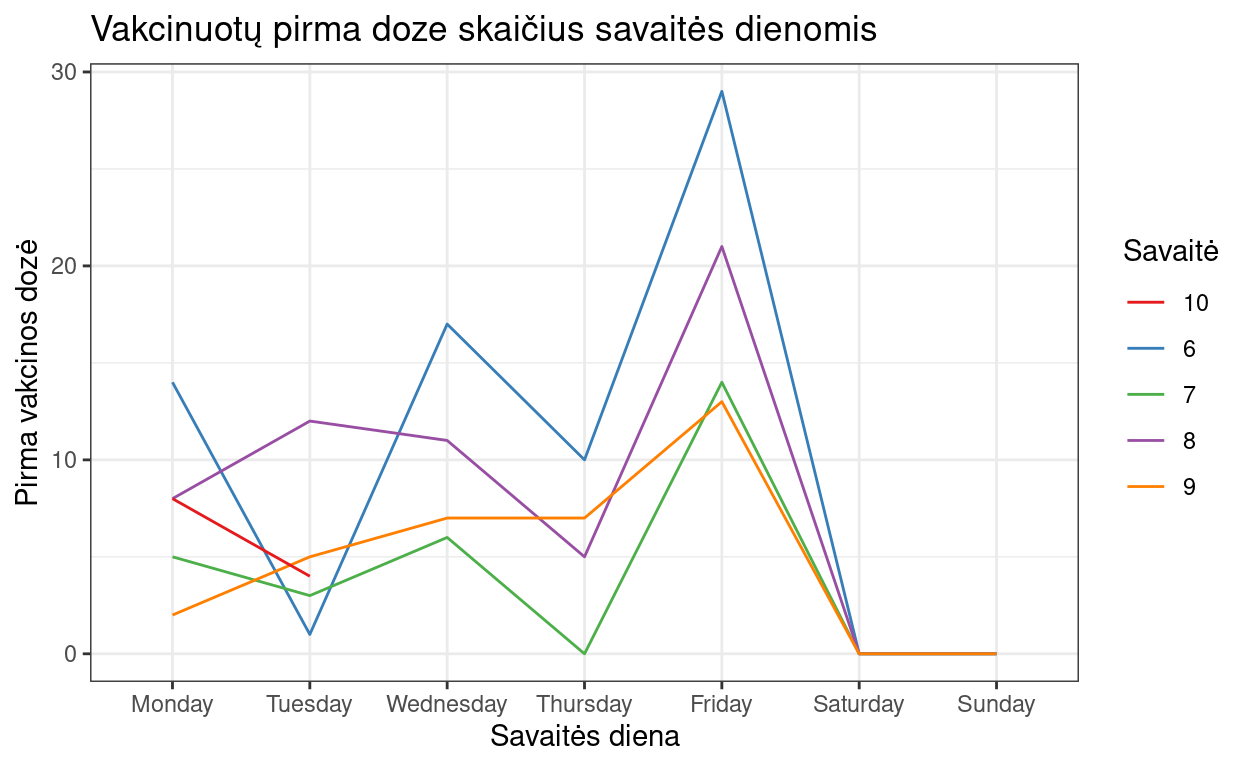 Vakcinuotų pirma doze skaičius savaitės dienomis
Pirma vakcinos dozė
30
20
10
0
Monday Tuesday Wednesday Thursday Friday Saturday Sunday
Savaitės diena
Savaitė
10
6
7
8
9